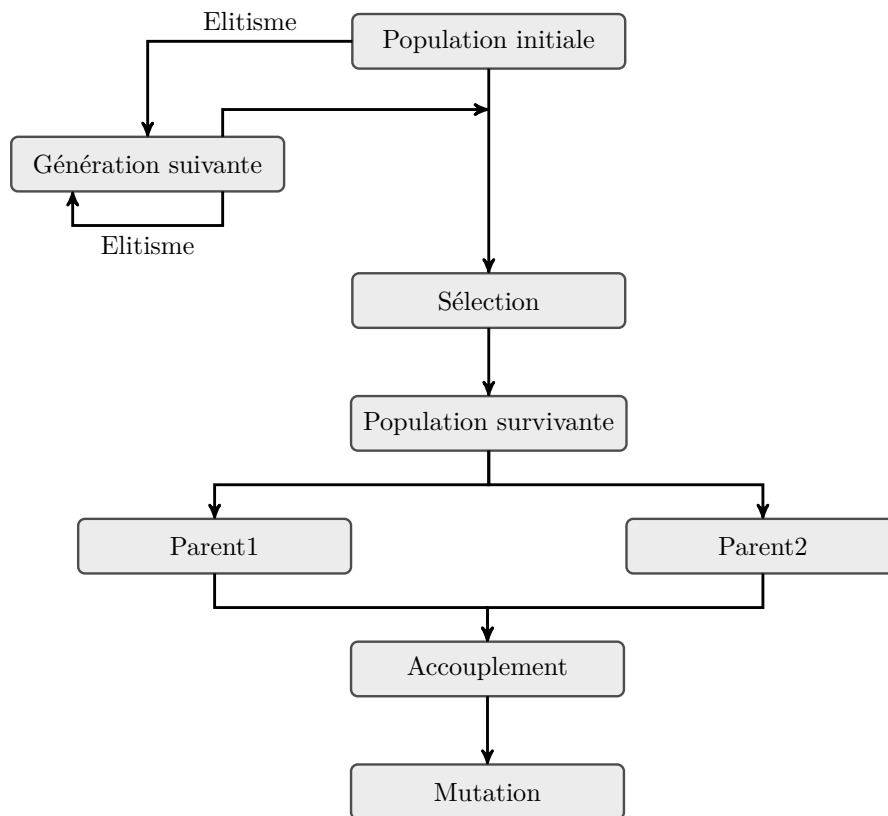 Elitisme
Population initiale
Génération suivante
Elitisme
Sélection
Population survivante
Parent1
Parent2
Accouplement
Mutation